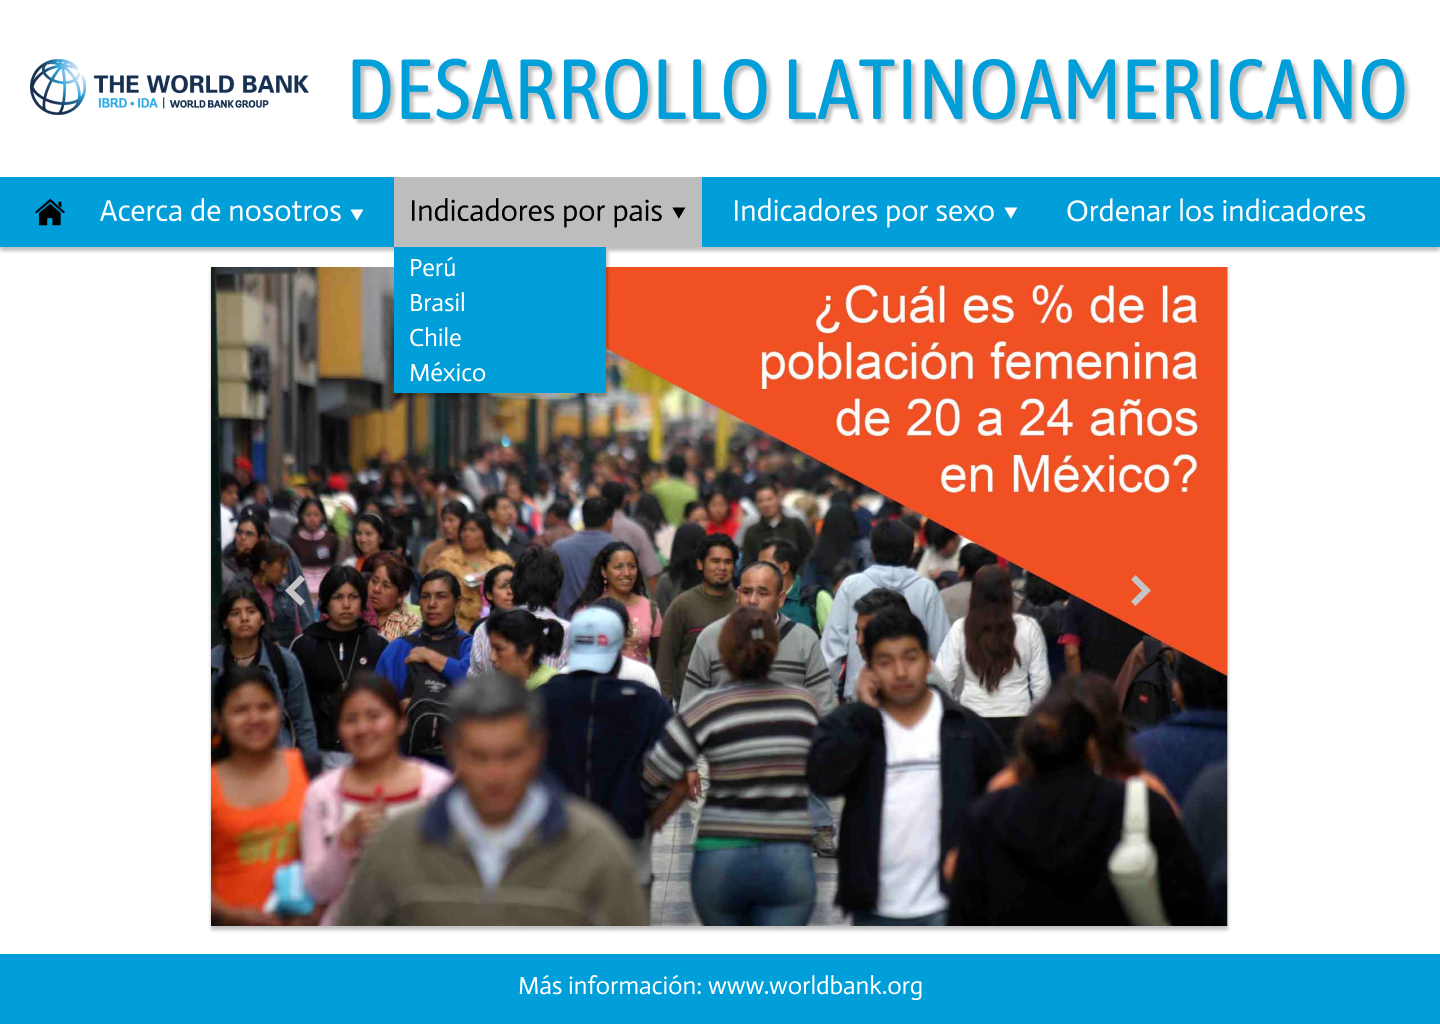 THE WORLD BANK
IBRD • IDA | WORLD BANK GROUP
DESARROLLO LATINOAMERICANO
Acerca de nosotros ▼
Indicadores por pais ▼
Indicadores por sexo ▼
Ordenar los indicadores
Perú
Brasil
Chile
México
¿Cuál es % de la
población femenina
de 20 a 24 años
en México?
Más información: www.worldbank.org